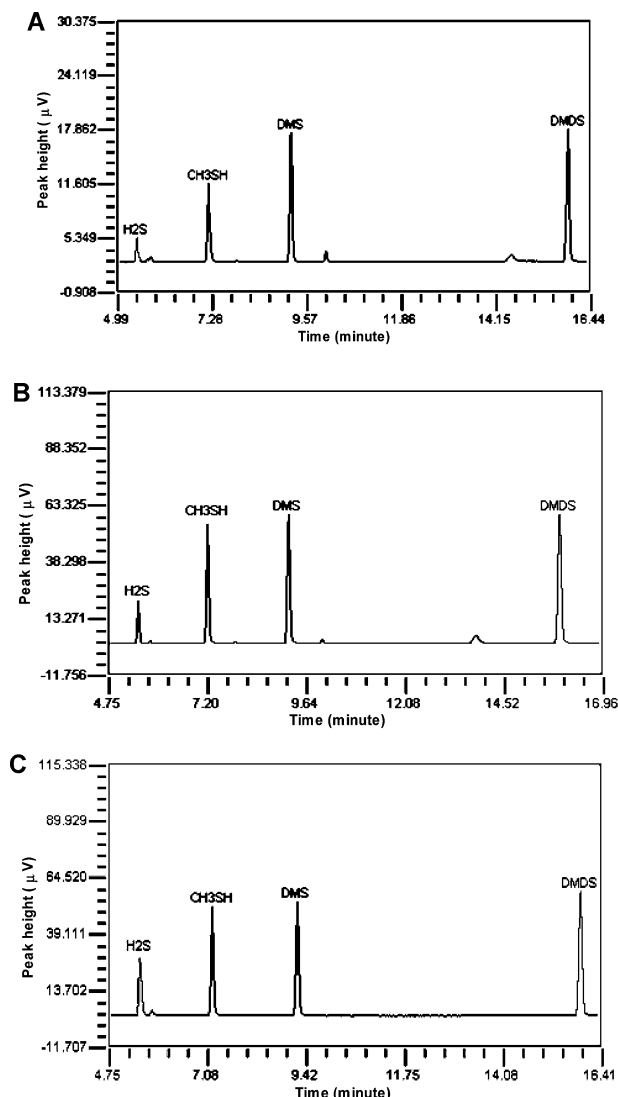 A
30.375
24.119
17.862
11.605
5.349
-0.908
Peak height ( μV)
H2S
CH3SH
DMS
DMDS
4.99 7.28 9.57 11.86 14.15 16.44
Time (minute)
B
113.379
88.352
63.325
38.298
13.271
-11.756
Peak height ( μV)
H2S
CH3SH
DMS
DMDS
4.75 7.20 9.64 12.08 14.52 16.96
Time (minute)
C
115.338
89.929
64.520
39.111
13.702
-11.707
Peak height ( μV)
H2S
CH3SH
DMS
DMDS
4.75 7.08 9.42 11.75 14.08 16.41
Time (minute)